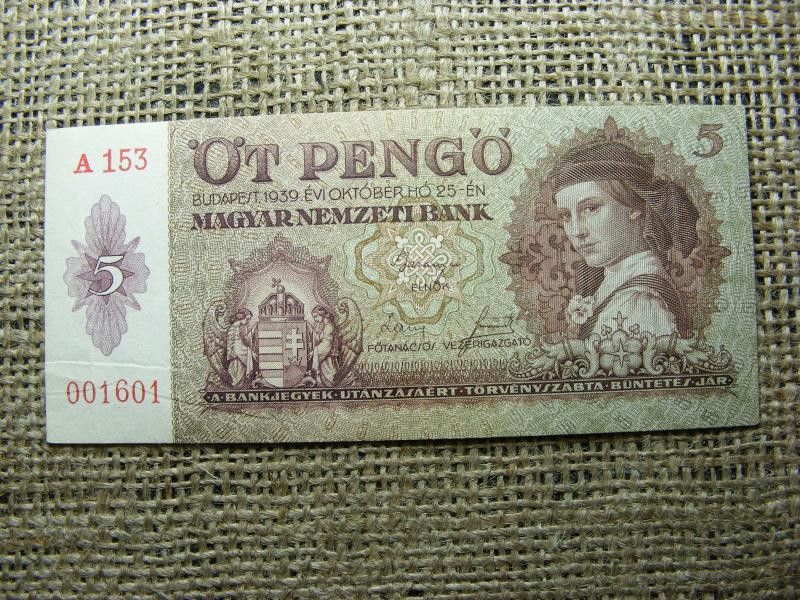 A 153
ÖT PENGŐ
5
BUDAPEST, 1939. ÉVI OKTÓBER HÓ 25-ÉN
MAGYAR NEMZETI BANK
5
ELNÖK
FŐTANÁCSOS VEZÉRIGAZGATÓ
001601
A BANKJEGYEK UTÁNZÁSÁÉRT TÖRVÉNYSZABTA BÜNTETÉS JÁR